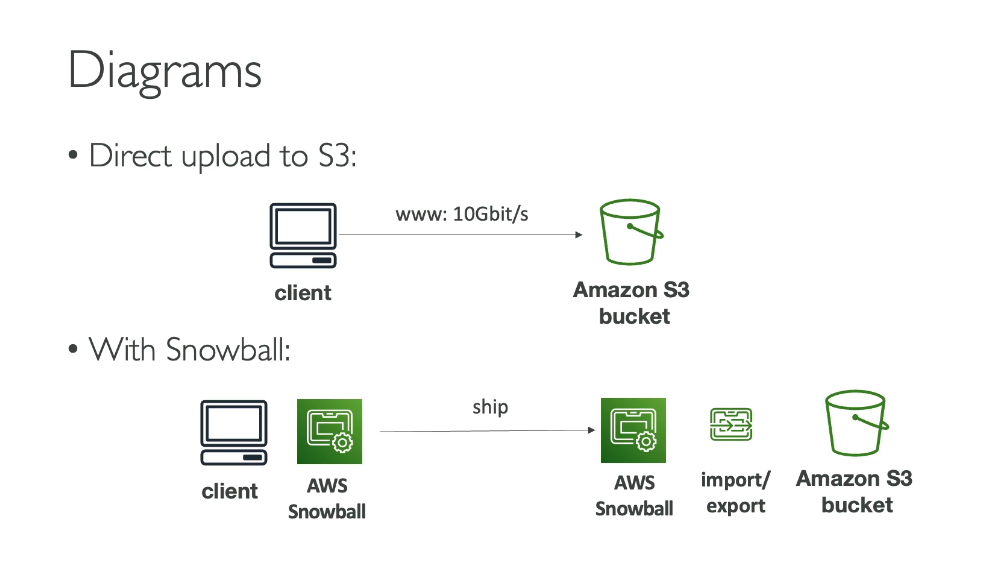 Diagrams
• Direct upload to S3:
www: 10Gbit/s
client
Amazon S3
bucket
• With Snowball:
ship
client
AWS
Snowball
AWS
Snowball
import/
export
Amazon S3
bucket